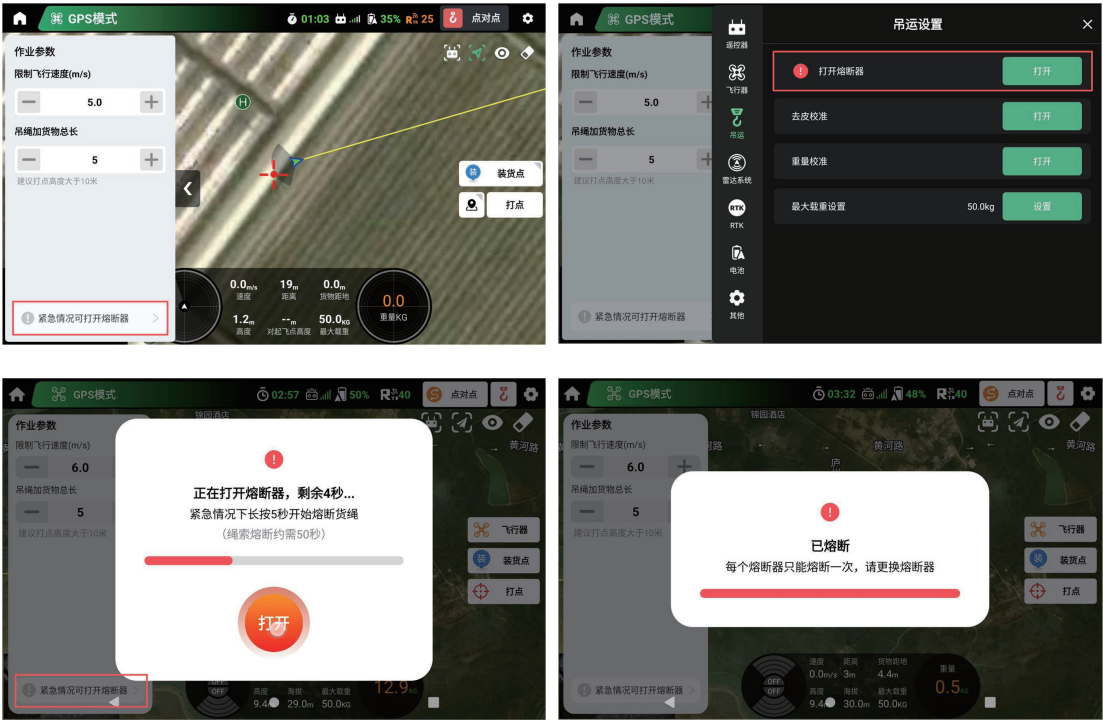 GPS模式
01:03
35%
R 25
点对点
作业参数
限制飞行速度(m/s)
5.0
吊绳加货物总长
5
建议打点高度大于10米
H
装 装货点
打点
0.0m/s 19m 0.0m
速度 距离 货物距地
1.2m --m 50.0KG
高度 对起飞点高度 最大载重
0.0
重量KG
紧急情况可打开熔断器
GPS模式
作业参数
限制飞行速度(m/s)
5.0
吊绳加货物总长
5
建议打点高度大于10米
紧急情况可打开熔断器
遥控器
飞行器
吊运
雷达系统
RTK
RTK
电池
其他
吊运设置
打开熔断器 打开
去皮校准 打开
重量校准 打开
最大载重设置 50.0kg 设置
GPS模式
02:57
50%
R 40
点对点
作业参数
限制飞行速度(m/s)
6.0
吊绳加货物总长
5
建议打点高度大于10米
锦园酒店
黄河路
飞行器
装 装货点
打点
正在打开熔断器，剩余4秒...
紧急情况下长按5秒开始熔断货绳
（绳索熔断约需50秒）
打开
紧急情况可打开熔断器
OFF
OFF
高度 海拔 最大载重
9.4 29.0m 50.0KG
12.9KG
GPS模式
03:32
48%
R 40
点对点
作业参数
限制飞行速度(m/s)
6.0
吊绳加货物总长
5
建议打点高度大于10米
锦园酒店
黄河路
黄河路
飞行器
装 装货点
打点
已熔断
每个熔断器只能熔断一次，请更换熔断器
紧急情况可打开熔断器
OFF
OFF
速度 距离 货物距地
0.0m/s 3m 4.4m
高度 海拔 最大载重
9.4 30.0m 50.0KG
重量
0.5KG